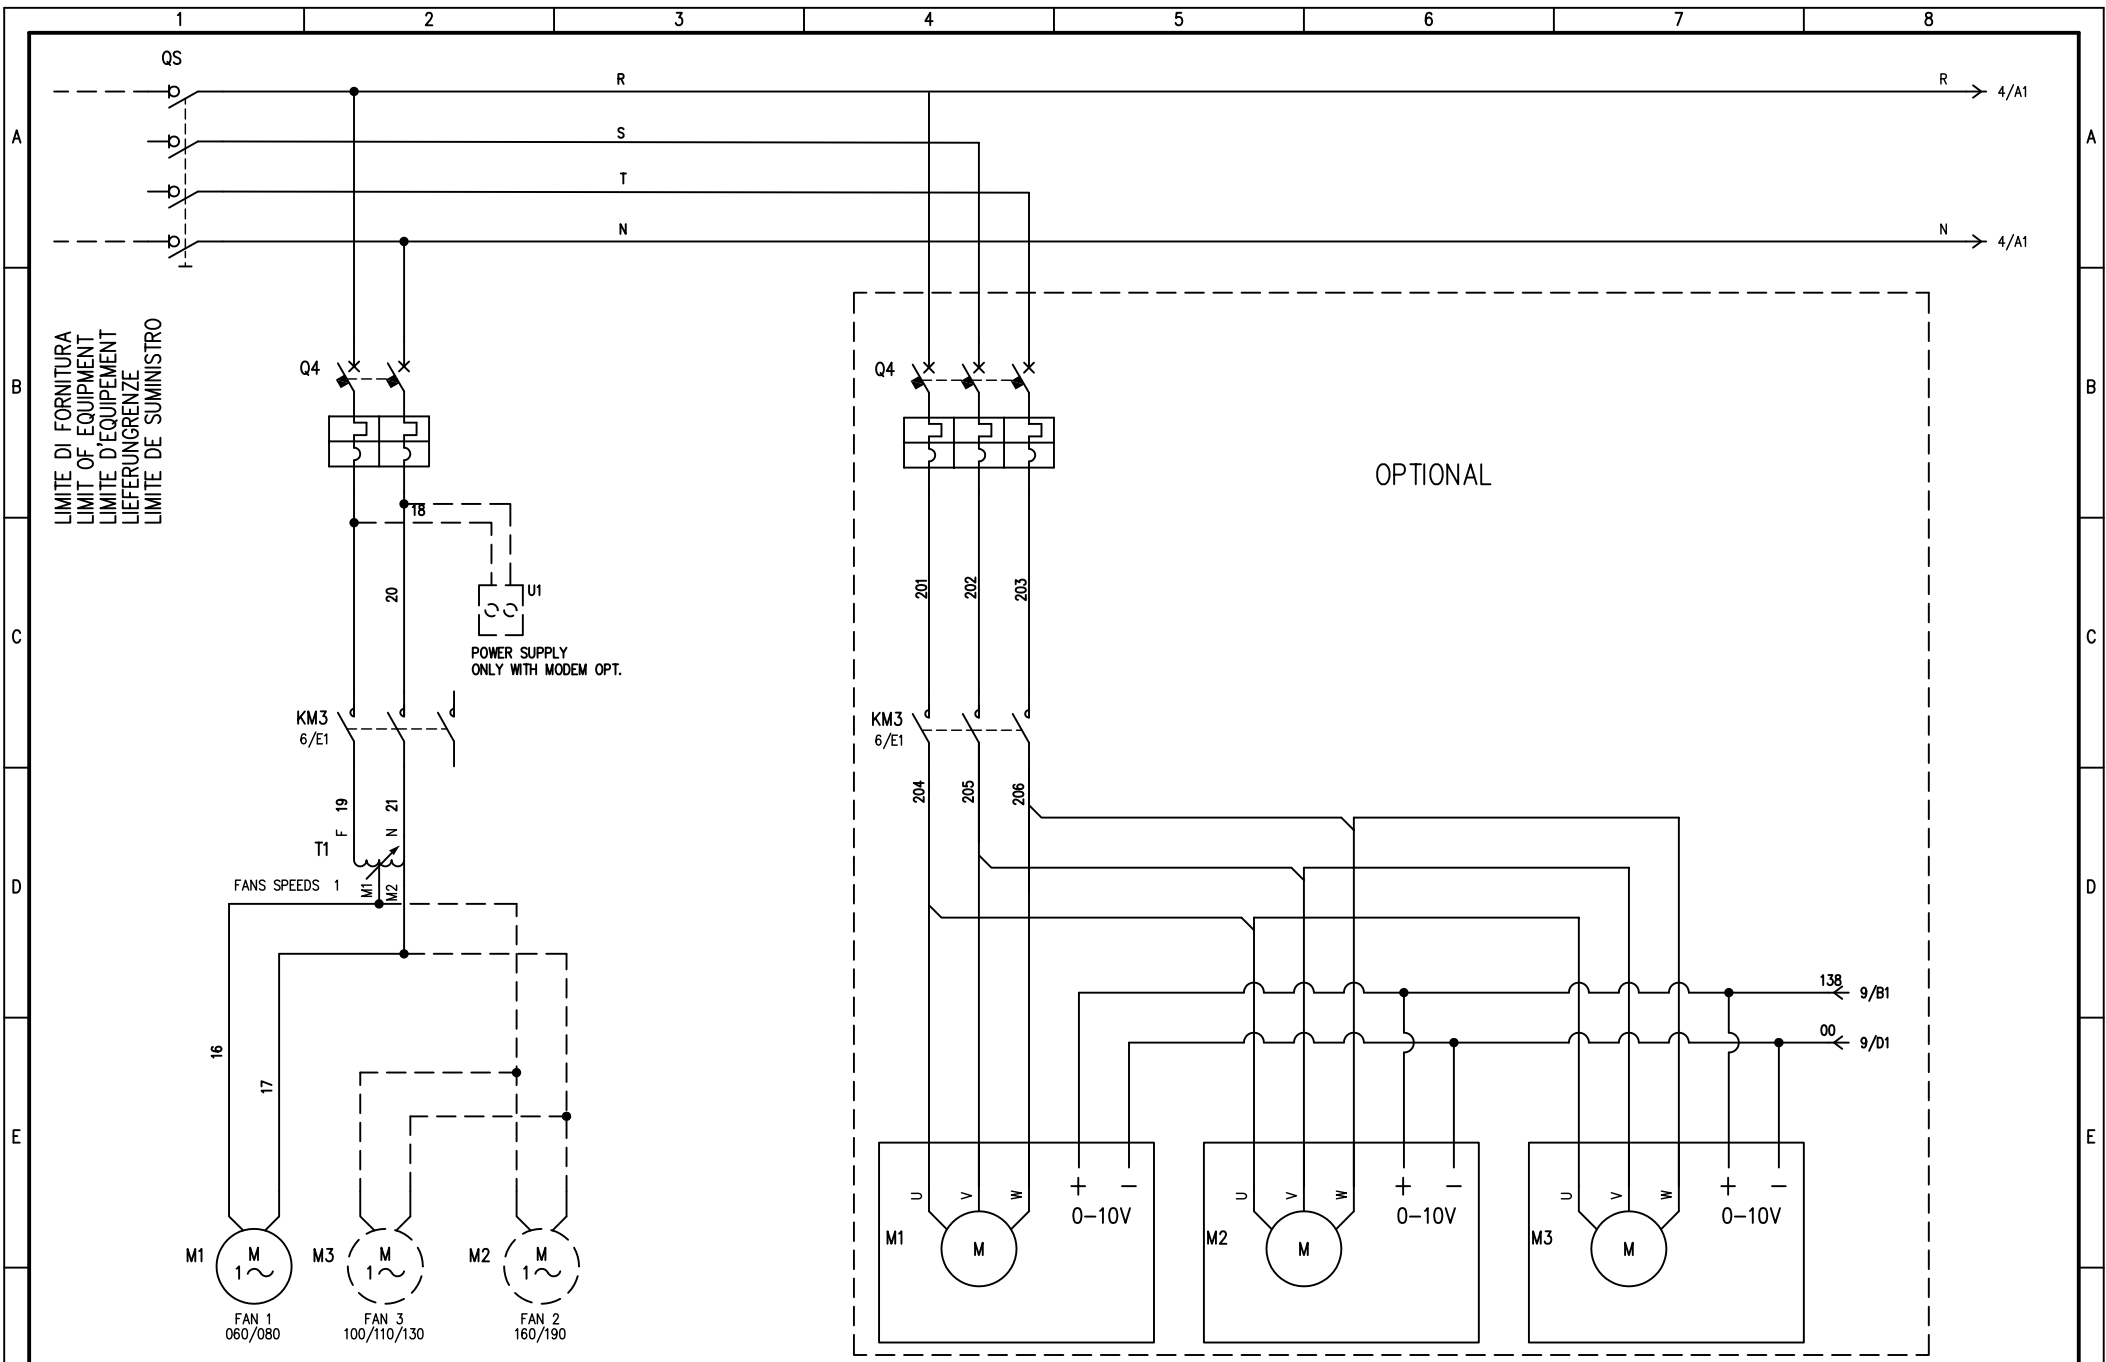 1 2 3 4 5 6 7 8
QS
R
R
4/A1
A
S
A
T
N
N
4/A1
LIMITE DI FORNITURA
LIMIT OF EQUIPMENT
LIMITE D'EQUIPEMENT
LIEFERUNGRENZE
LIMITE DE SUMINISTRO
B
Q4
Q4
B
OPTIONAL
18
20
U1
201
202
203
C
C
POWER SUPPLY
ONLY WITH MODEM OPT.
KM3
6/E1
KM3
6/E1
19
21
204
205
206
F
N
T1
D
FANS SPEEDS 1
M1
M2
D
138
9/B1
00
9/D1
16
17
E
E
U
V
W
+
−
0-10V
U
V
W
+
−
0-10V
U
V
W
+
−
0-10V
M1
M
1
M3
M
1
M2
M
1
M1
M
M2
M
M3
M
FAN 1
060/080
FAN 3
100/110/130
FAN 2
160/190